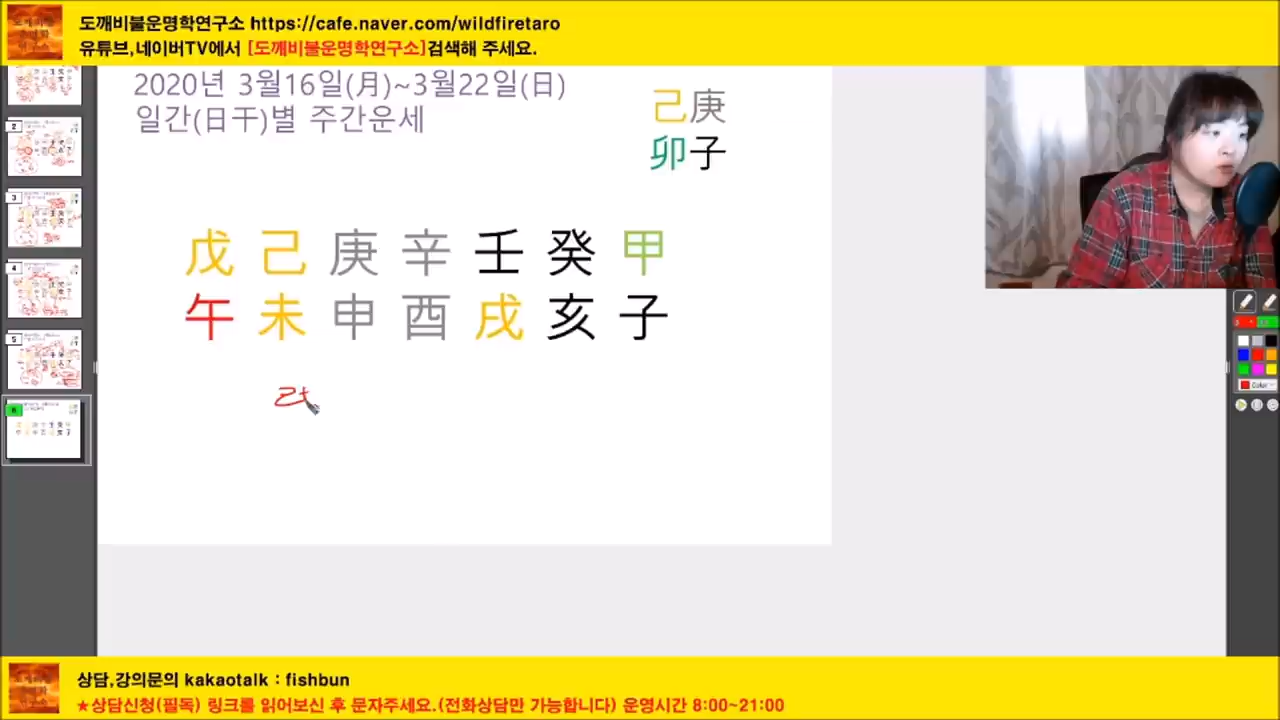 도깨비불운명학연구소 https://cafe.naver.com/wildfiretaro
유튜브,네이버TV에서 [도깨비불운명학연구소]검색해 주세요.
2020년 3월16일(月)~3월22일(日)
일간(日干)별 주간운세
己庚
卯子
戊 己 庚 辛 壬 癸 甲
午 未 申 酉 戌 亥 子
2
3
4
5
6
Color
상담,강의문의 kakaotalk : fishbun
★상담신청(필독) 링크를 읽어보신 후 문자주세요.(전화상담만 가능합니다) 운영시간 8:00~21:00